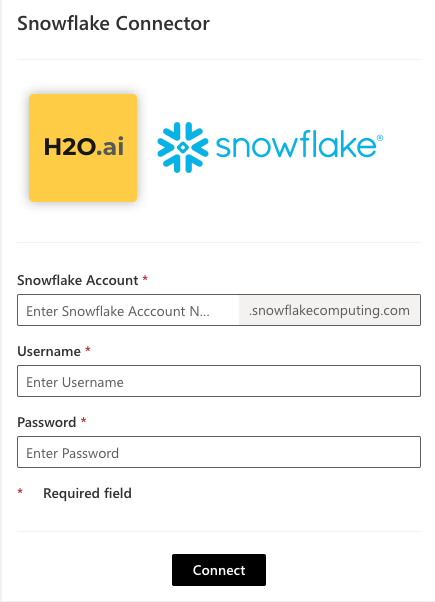 Snowflake Connector
H2O.ai
snowflake®
Snowflake Account *
Enter Snowflake Acccount N... .snowflakecomputing.com
Username *
Enter Username
Password *
Enter Password
* Required field
Connect